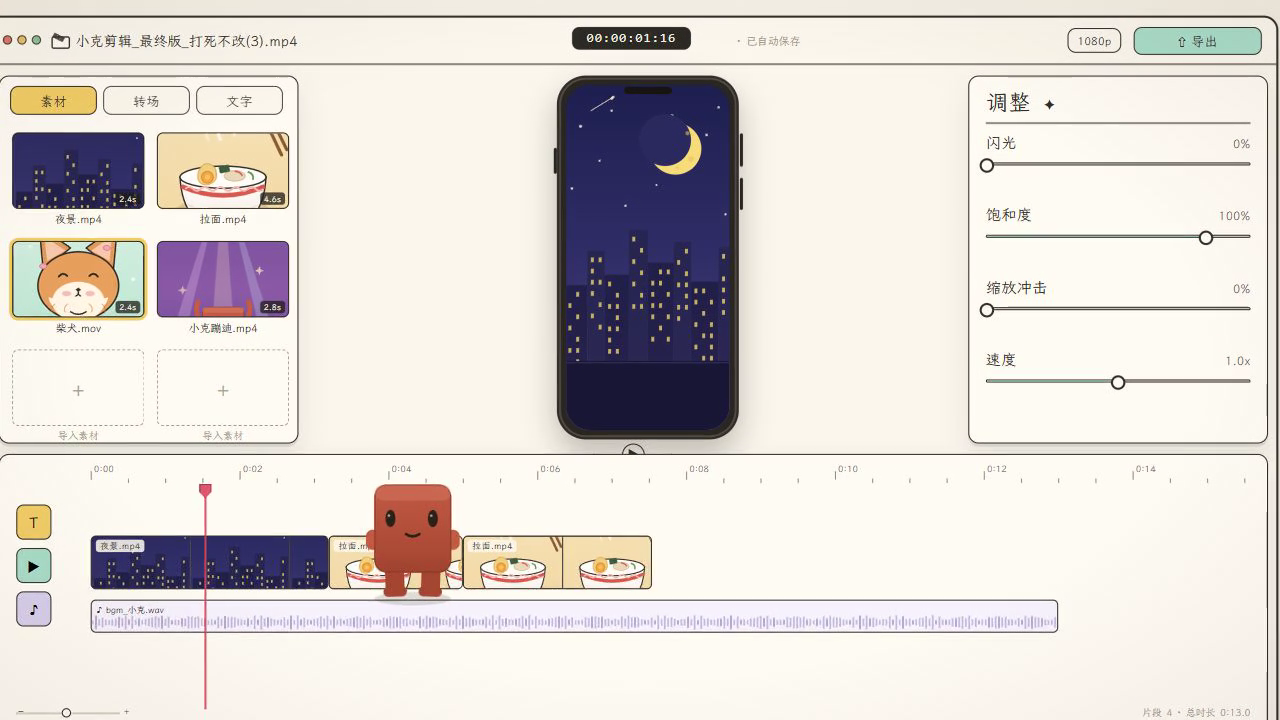 小克剪辑_最终版_打死不改(3).mp4
00:00:01:16
· 已自动保存
1080p
⇧ 导出
素材
转场
文字
2.4s
4.6s
夜景.mp4
拉面.mp4
2.4s
2.8s
柴犬.mov
小克蹦迪.mp4
+
+
导入素材
导入素材
调整 ✦
闪光
0%
饱和度
100%
缩放冲击
0%
速度
1.0x
0:00
0:02
0:04
0:06
0:08
0:10
0:12
0:14
T
▶
♪
夜景.mp4
拉面.m
拉面.mp4
♪ bgm_小克.wav
−
+
片段 4 · 总时长 0:13.0